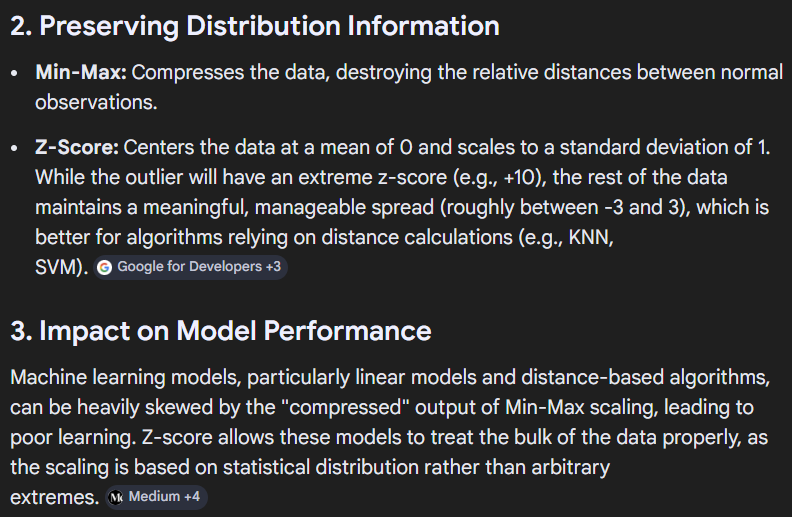 2. Preserving Distribution Information
• Min-Max: Compresses the data, destroying the relative distances between normal
observations.
• Z-Score: Centers the data at a mean of 0 and scales to a standard deviation of 1.
While the outlier will have an extreme z-score (e.g., +10), the rest of the data
maintains a meaningful, manageable spread (roughly between -3 and 3), which is
better for algorithms relying on distance calculations (e.g., KNN,
SVM). Google for Developers +3
3. Impact on Model Performance
Machine learning models, particularly linear models and distance-based algorithms,
can be heavily skewed by the "compressed" output of Min-Max scaling, leading to
poor learning. Z-score allows these models to treat the bulk of the data properly, as
the scaling is based on statistical distribution rather than arbitrary
extremes. Medium +4